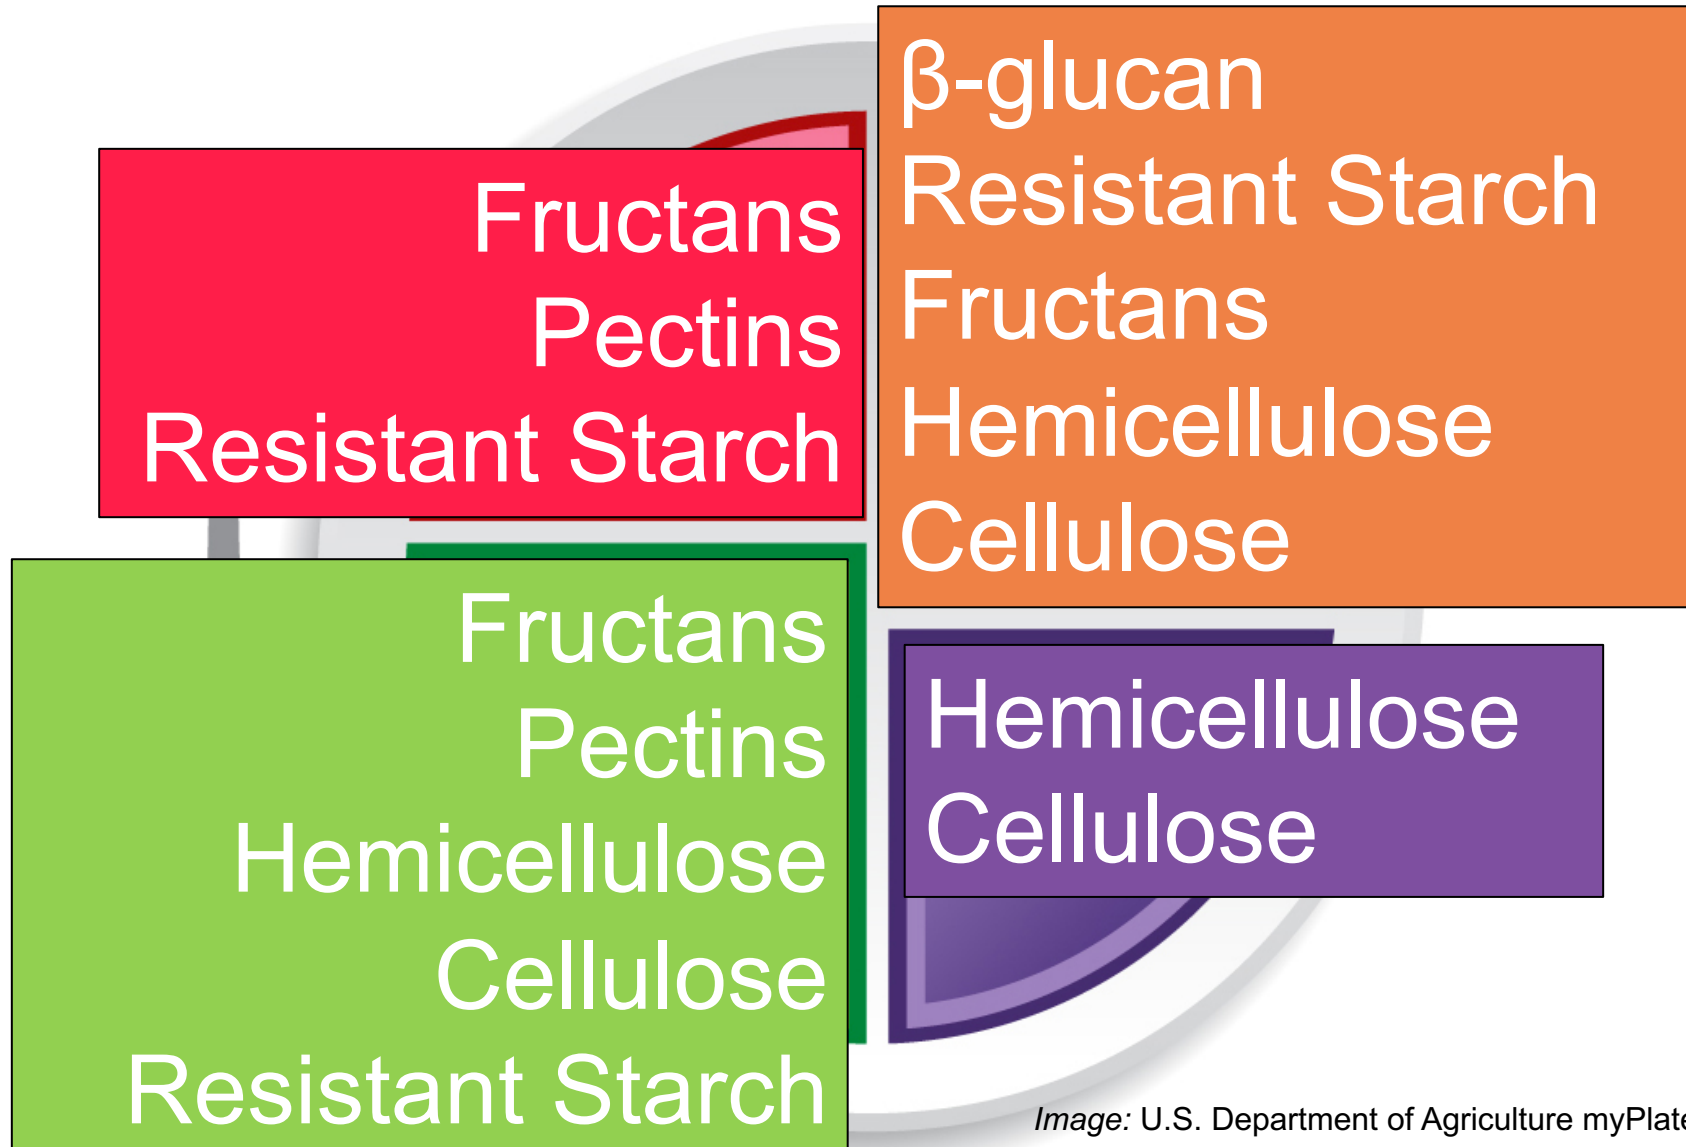 Fructans
Pectins
Resistant Starch
β-glucan
Resistant Starch
Fructans
Hemicellulose
Cellulose
Fructans
Pectins
Hemicellulose
Cellulose
Resistant Starch
Hemicellulose
Cellulose
Image: U.S. Department of Agriculture myPlate